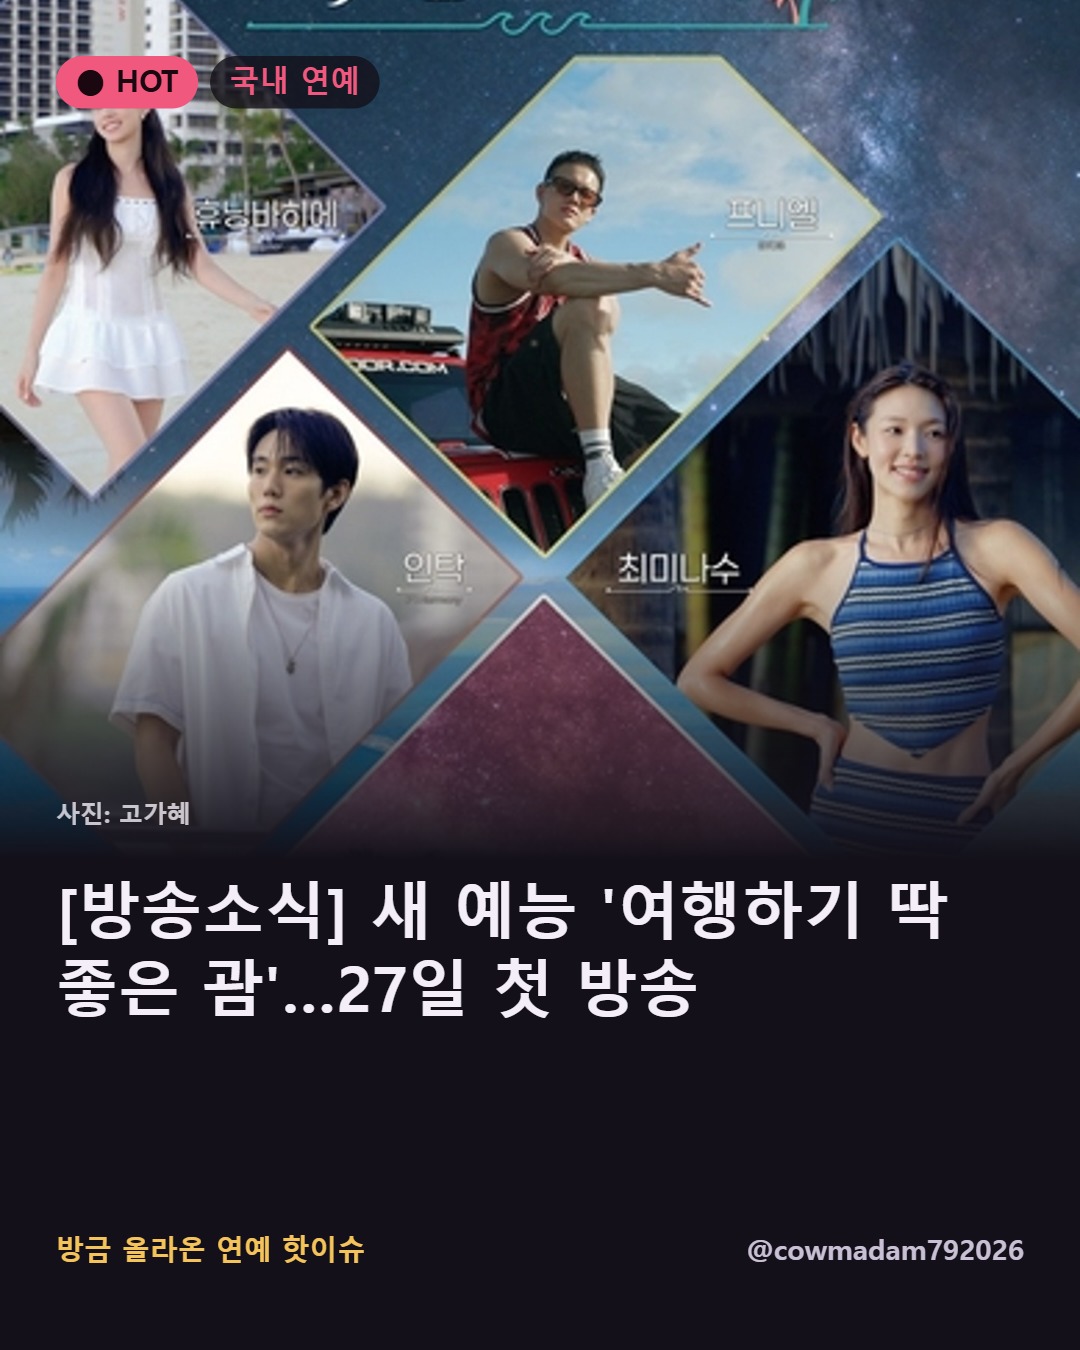 HOT
국내 연예
휴닝바히에
프니엘
OOR.COM
인탁
최미나수
사진: 고가혜
[방송소식] 새 예능 '여행하기 딱
좋은 괌'…27일 첫 방송
방금 올라온 연예 핫이슈
@cowmadam792026